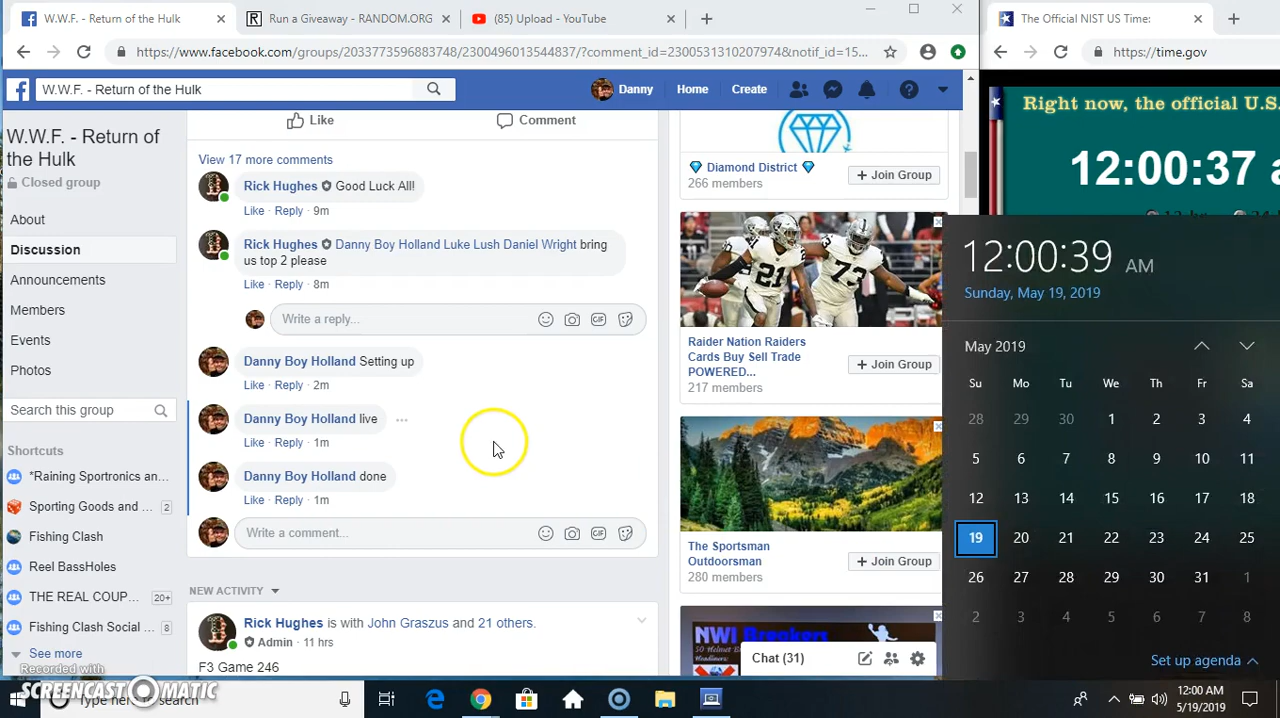 W.W.F. - Return of the Hulk
Run a Giveaway - RANDOM.ORG
(85) Upload - YouTube
The Official NIST US Time:
https://www.facebook.com/groups/2033773596883748/2300496013544837/?comment_id=2300531310207974&notif_id=15...
https://time.gov
W.W.F. - Return of the Hulk
Danny
Home
Create
Right now, the official U.S.
12:00:37 a
W.W.F. - Return of
the Hulk
Closed group
About
Discussion
Announcements
Members
Events
Photos
Search this group
Shortcuts
*Raining Sportronics an...
Sporting Goods and ... 2
Fishing Clash
Reel BassHoles
THE REAL COUP... 20+
Fishing Clash Social ... 8
See more
Like
Comment
View 17 more comments
Rick Hughes Good Luck All!
Like · Reply · 9m
Rick Hughes Danny Boy Holland Luke Lush Daniel Wright bring
us top 2 please
Like · Reply · 8m
Write a reply...
Danny Boy Holland Setting up
Like · Reply · 2m
Danny Boy Holland live
Like · Reply · 1m
Danny Boy Holland done
Like · Reply · 1m
Write a comment...
NEW ACTIVITY
Rick Hughes is with John Graszus and 21 others.
Admin · 11 hrs
F3 Game 246
Diamond District
266 members
+ Join Group
Raider Nation Raiders
Cards Buy Sell Trade
POWERED...
217 members
+ Join Group
The Sportsman
Outdoorsman
280 members
+ Join Group
NWI Breakers
Chat (31)
12:00:39 AM
Sunday, May 19, 2019
May 2019
Su Mo Tu We Th Fr Sa
28 29 30 1 2 3 4
5 6 7 8 9 10 11
12 13 14 15 16 17 18
19 20 21 22 23 24 25
26 27 28 29 30 31 1
2 3 4 5 6 7 8
Set up agenda
Recorded with
SCREENCAST-O-MATIC
12:00 AM
5/19/2019